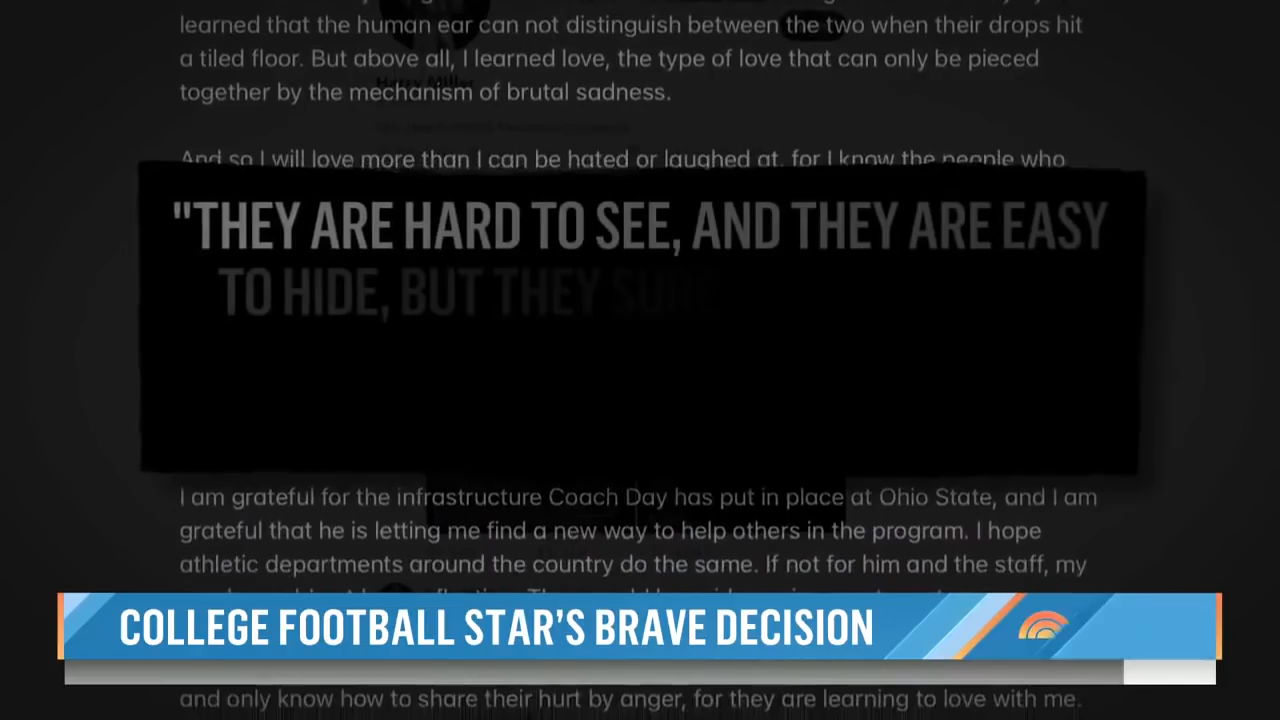 learned that the human ear can not distinguish between the two when their drops hit
a tiled floor. But above all, I learned love, the type of love that can only be pieced
together by the mechanism of brutal sadness.
And so I will love more than I can be hated or laughed at, for I know the people who
"THEY ARE HARD TO SEE, AND THEY ARE EASY
TO HIDE, BUT THEY SURE
I am grateful for the infrastructure Coach Day has put in place at Ohio State, and I am
grateful that he is letting me find a new way to help others in the program. I hope
athletic departments around the country do the same. If not for him and the staff, my
COLLEGE FOOTBALL STAR'S BRAVE DECISION
and only know how to share their hurt by anger, for they are learning to love with me.